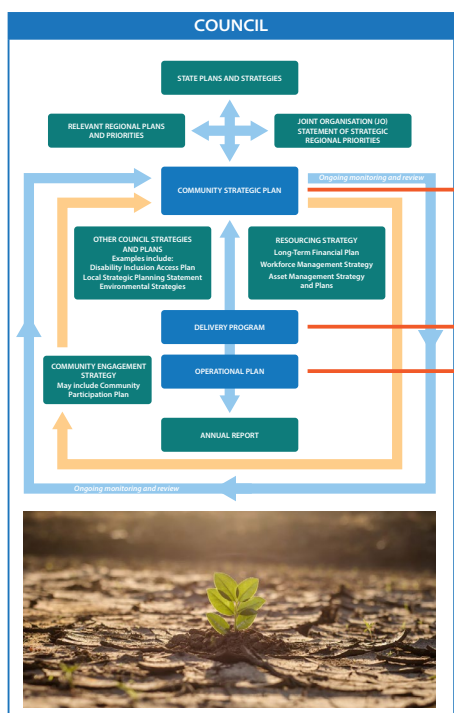 COUNCIL
STATE PLANS AND STRATEGIES
RELEVANT REGIONAL PLANS
AND PRIORITIES
JOINT ORGANISATION (JO)
STATEMENT OF STRATEGIC
REGIONAL PRIORITIES
Ongoing monitoring and review
COMMUNITY STRATEGIC PLAN
OTHER COUNCIL STRATEGIES
AND PLANS
Examples include:
Disability Inclusion Access Plan
Local Strategic Planning Statement
Environmental Strategies
RESOURCING STRATEGY
Long-Term Financial Plan
Workforce Management Strategy
Asset Management Strategy
and Plans
DELIVERY PROGRAM
COMMUNITY ENGAGEMENT
STRATEGY
May include Community
Participation Plan
OPERATIONAL PLAN
ANNUAL REPORT
Ongoing monitoring and review